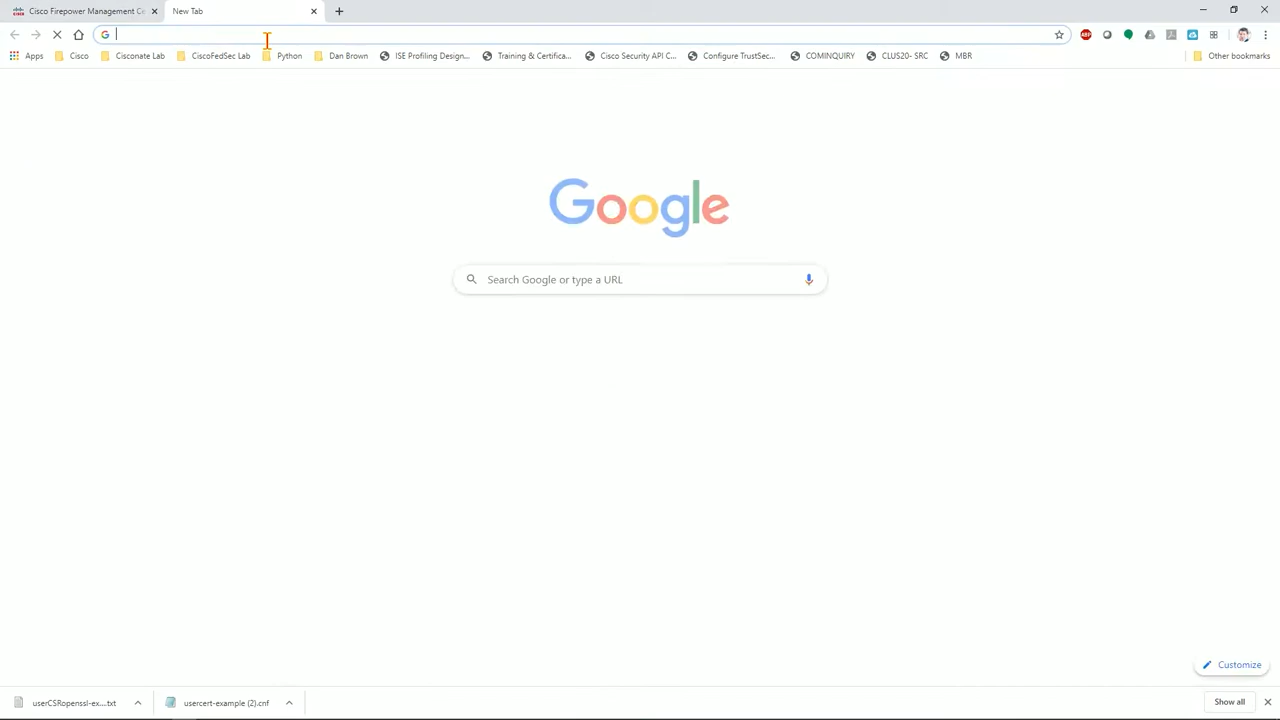 Cisco Firepower Management Ce
New Tab
Apps
Cisco
Cisconate Lab
CiscoFedSec Lab
Python
Dan Brown
ISE Profiling Design...
Training & Certifica...
Cisco Security API C...
Configure TrustSec...
COMINQUIRY
CLUS20- SRC
MBR
Other bookmarks
Google
Search Google or type a URL
Customize
userCSRopenssl-ex....txt
usercert-example (2).cnf
Show all